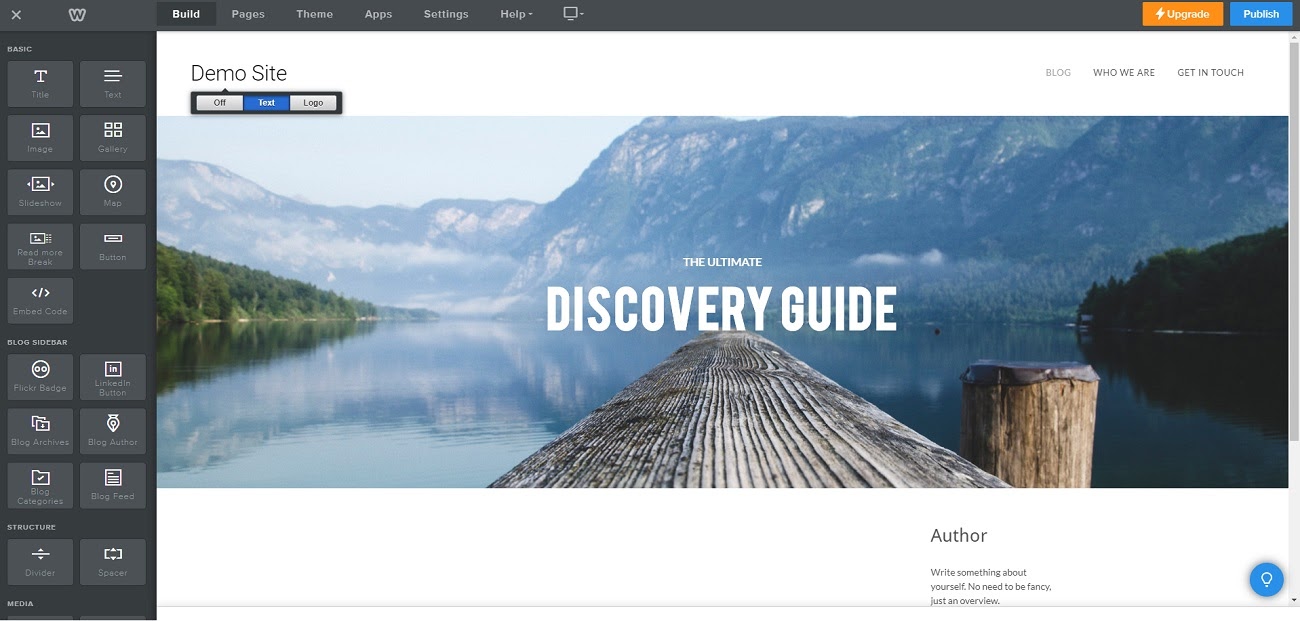 Build
Pages
Theme
Apps
Settings
Help
Upgrade
Publish
BASIC
Title
Text
Image
Gallery
Slideshow
Map
Read more
Break
Button
Embed Code
BLOG SIDEBAR
Flickr Badge
LinkedIn
Button
Blog Archives
Blog Author
Blog
Categories
Blog Feed
STRUCTURE
Divider
Spacer
MEDIA
Demo Site
Off
Text
Logo
BLOG
WHO WE ARE
GET IN TOUCH
THE ULTIMATE
DISCOVERY GUIDE
Author
Write something about
yourself. No need to be fancy,
just an overview.